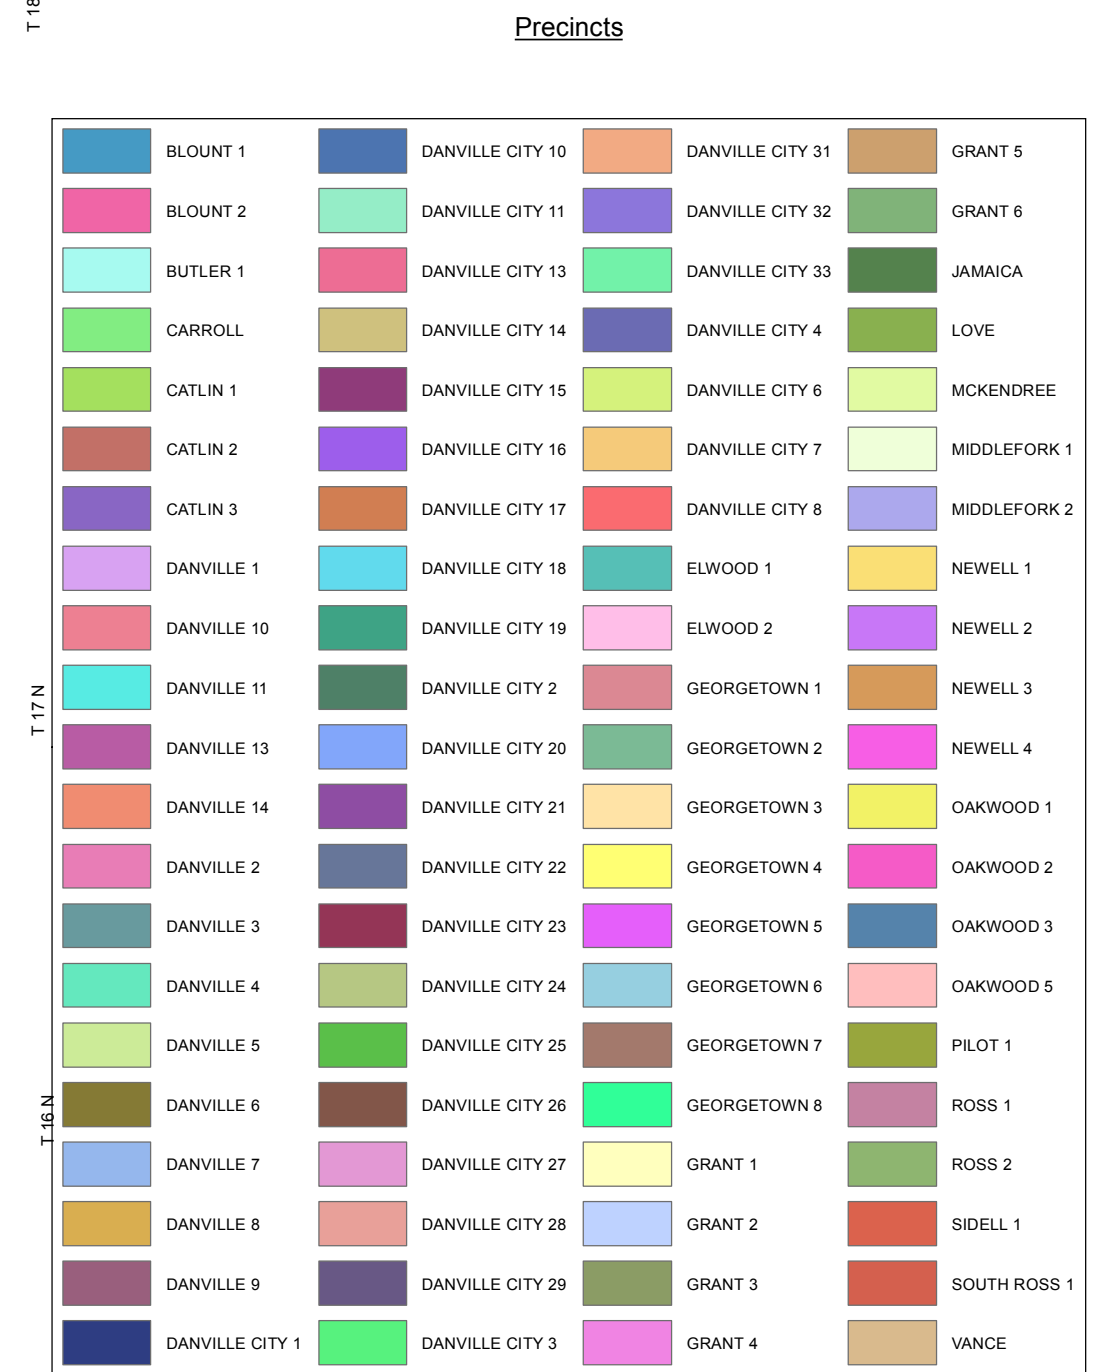 T 18
Precincts
BLOUNT 1
BLOUNT 2
BUTLER 1
CARROLL
CATLIN 1
CATLIN 2
CATLIN 3
DANVILLE 1
DANVILLE 10
DANVILLE 11
DANVILLE 13
DANVILLE 14
DANVILLE 2
DANVILLE 3
DANVILLE 4
DANVILLE 5
DANVILLE 6
DANVILLE 7
DANVILLE 8
DANVILLE 9
DANVILLE CITY 1
DANVILLE CITY 10
DANVILLE CITY 11
DANVILLE CITY 13
DANVILLE CITY 14
DANVILLE CITY 15
DANVILLE CITY 16
DANVILLE CITY 17
DANVILLE CITY 18
DANVILLE CITY 19
DANVILLE CITY 2
DANVILLE CITY 20
DANVILLE CITY 21
DANVILLE CITY 22
DANVILLE CITY 23
DANVILLE CITY 24
DANVILLE CITY 25
DANVILLE CITY 26
DANVILLE CITY 27
DANVILLE CITY 28
DANVILLE CITY 29
DANVILLE CITY 3
DANVILLE CITY 31
DANVILLE CITY 32
DANVILLE CITY 33
DANVILLE CITY 4
DANVILLE CITY 6
DANVILLE CITY 7
DANVILLE CITY 8
ELWOOD 1
ELWOOD 2
GEORGETOWN 1
GEORGETOWN 2
GEORGETOWN 3
GEORGETOWN 4
GEORGETOWN 5
GEORGETOWN 6
GEORGETOWN 7
GEORGETOWN 8
GRANT 1
GRANT 2
GRANT 3
GRANT 4
GRANT 5
GRANT 6
JAMAICA
LOVE
MCKENDREE
MIDDLEFORK 1
MIDDLEFORK 2
NEWELL 1
NEWELL 2
NEWELL 3
NEWELL 4
OAKWOOD 1
OAKWOOD 2
OAKWOOD 3
OAKWOOD 5
PILOT 1
ROSS 1
ROSS 2
SIDELL 1
SOUTH ROSS 1
VANCE
T 17 N
T 16 N